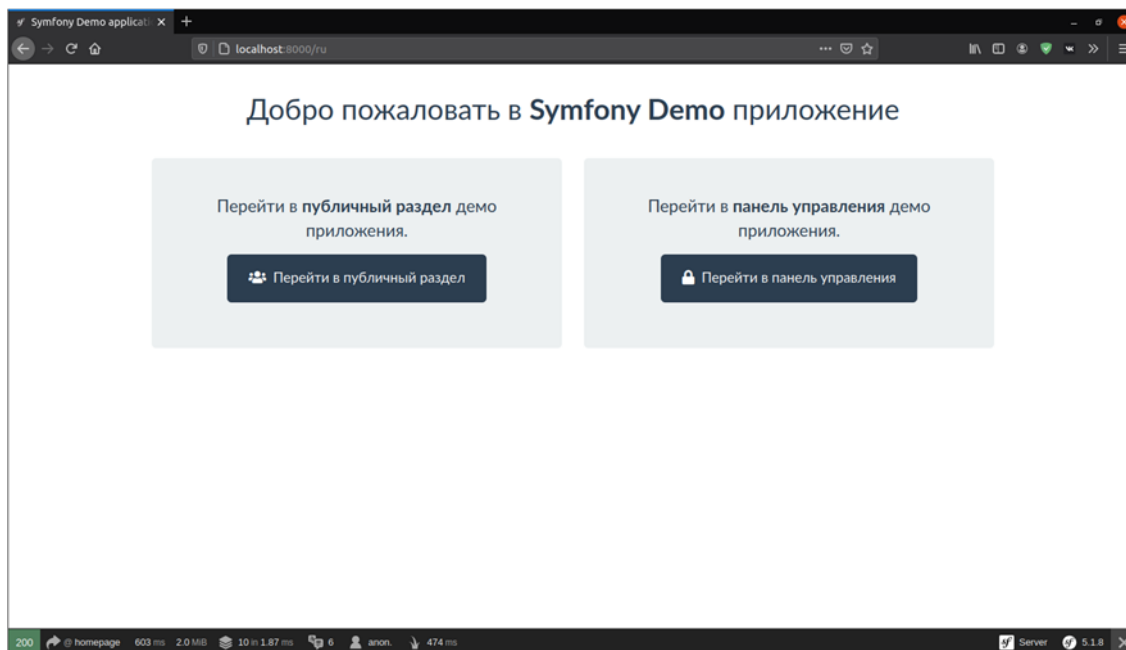 Symfony Demo applicati
localhost:8000/ru
Добро пожаловать в Symfony Demo приложение
Перейти в публичный раздел демо
приложения.
Перейти в публичный раздел
Перейти в панель управления демо
приложения.
Перейти в панель управления
200 @ homepage 603 ms 2.0 MiB 10 in 1.87 ms 6 anon. 474 ms Server 5.1.8